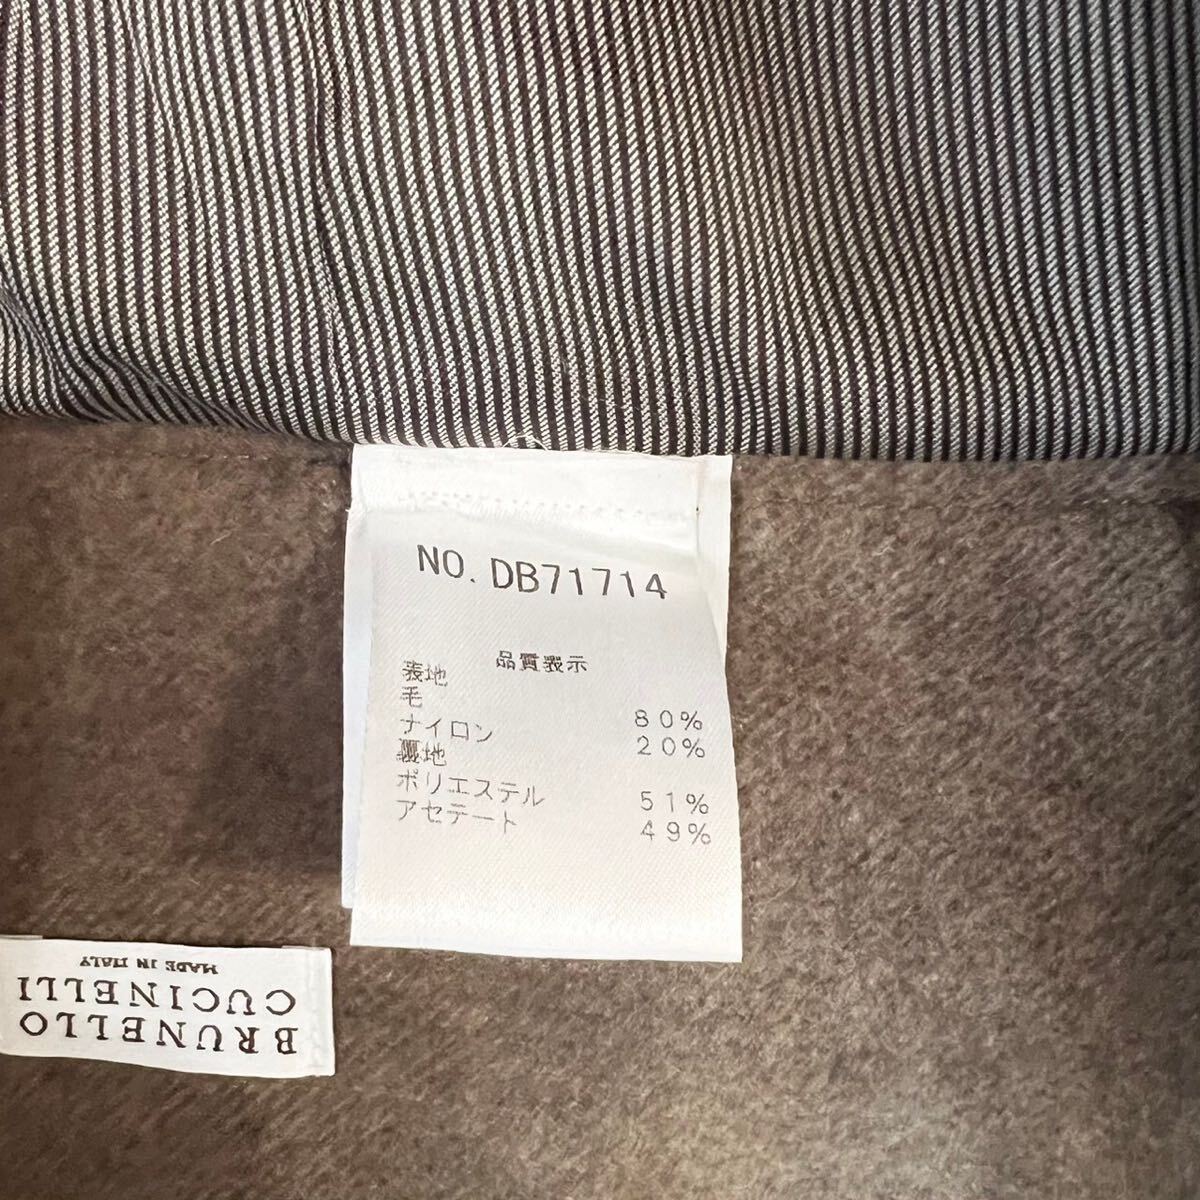 NO. DB71714
品質表示
表地
毛 80%
ナイロン 20%
裏地
ポリエステル 51%
アセテート 49%
BRUNELLO
CUCINELLI
MADE IN ITALY